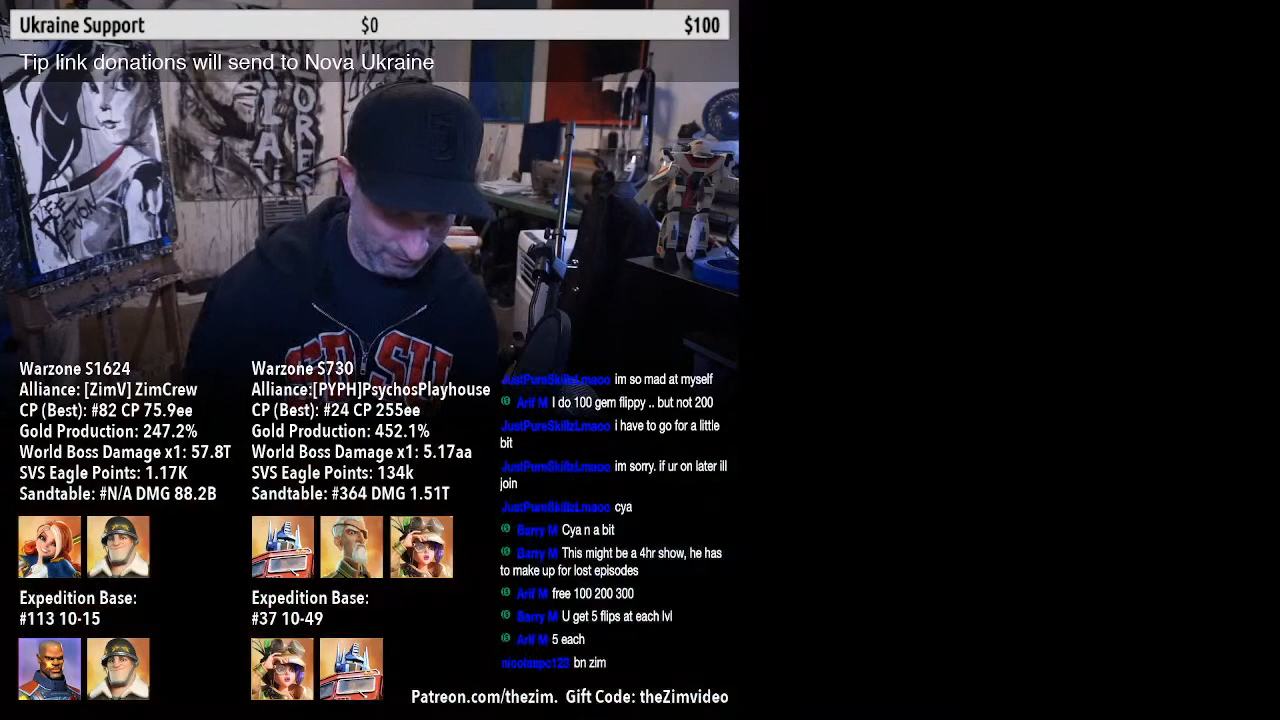 Ukraine Support $0 $100
Tip link donations will send to Nova Ukraine
Warzone S1624
Alliance: [ZimV] ZimCrew
CP (Best): #82 CP 75.9ee
Gold Production: 247.2%
World Boss Damage x1: 57.8T
SVS Eagle Points: 1.17K
Sandtable: #N/A DMG 88.2B
Expedition Base:
#113 10-15
Warzone S730
Alliance:[PYPH]PsychosPlayhouse
CP (Best): #24 CP 255ee
Gold Production: 452.1%
World Boss Damage x1: 5.17aa
SVS Eagle Points: 134k
Sandtable: #364 DMG 1.51T
Expedition Base:
#37 10-49
JustPureSkillzLmaoo im so mad at myself
Arif M I do 100 gem flippy .. but not 200
JustPureSkillzLmaoo i have to go for a little
bit
JustPureSkillzLmaoo im sorry. if ur on later ill
join
JustPureSkillzLmaoo cya
Barry M Cya n a bit
Barry M This might be a 4hr show, he has
to make up for lost episodes
Arif M free 100 200 300
Barry M U get 5 flips at each lvl
Arif M 5 each
nicolaspc123 bn zim
Patreon.com/thezim. Gift Code: theZimvideo